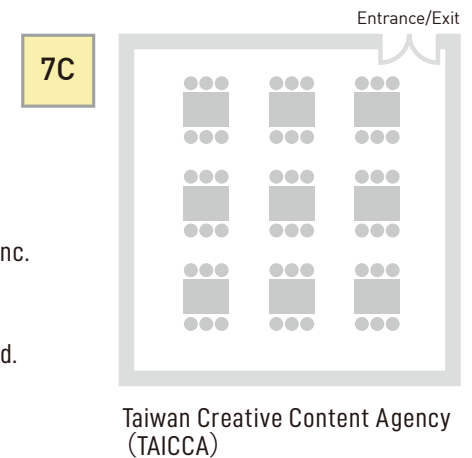 Entrance/Exit
7C
nc.
d.
Taiwan Creative Content Agency
（TAICCA）